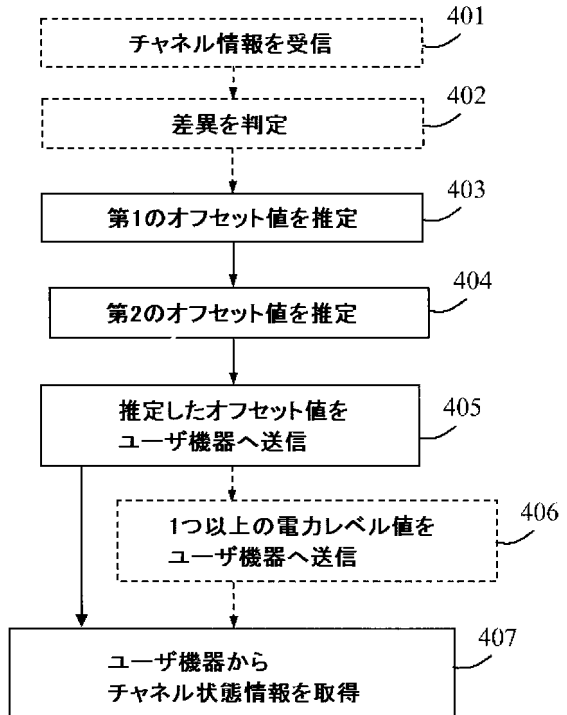 401
チャネル情報を受信
402
差異を判定
403
第1のオフセット値を推定
404
第2のオフセット値を推定
405
推定したオフセット値を
ユーザ機器へ送信
406
1つ以上の電力レベル値を
ユーザ機器へ送信
407
ユーザ機器から
チャネル状態情報を取得